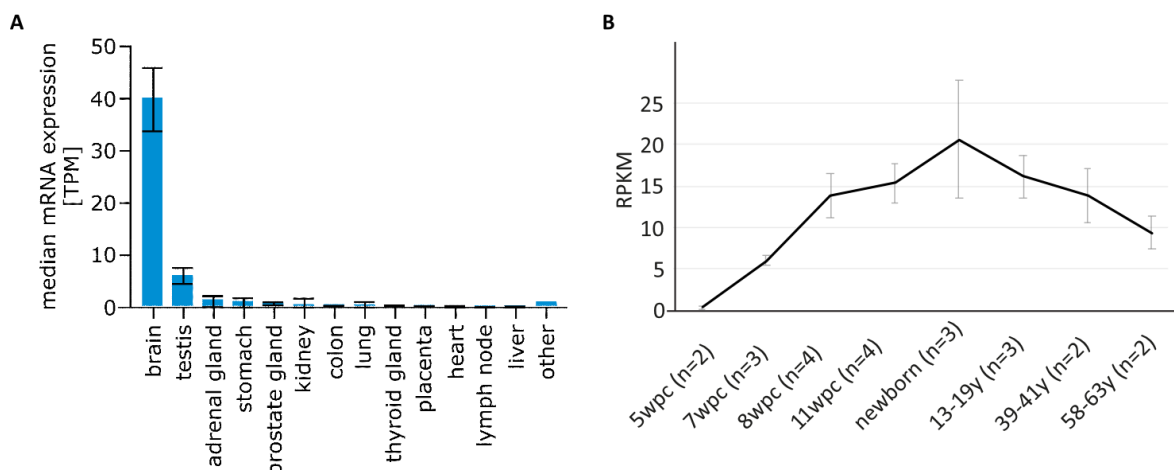 A
median mRNA expression
[TPM]
50
40
30
20
10
0
brain
testis
adrenal gland
stomach
prostate gland
kidney
colon
lung
thyroid gland
placenta
heart
lymph node
liver
other
B
RPKM
25
20
15
10
5
0
5wpc (n=2)
7wpc (n=3)
8wpc (n=4)
11wpc (n=4)
newborn (n=3)
13-19y (n=3)
39-41y (n=2)
58-63y (n=2)